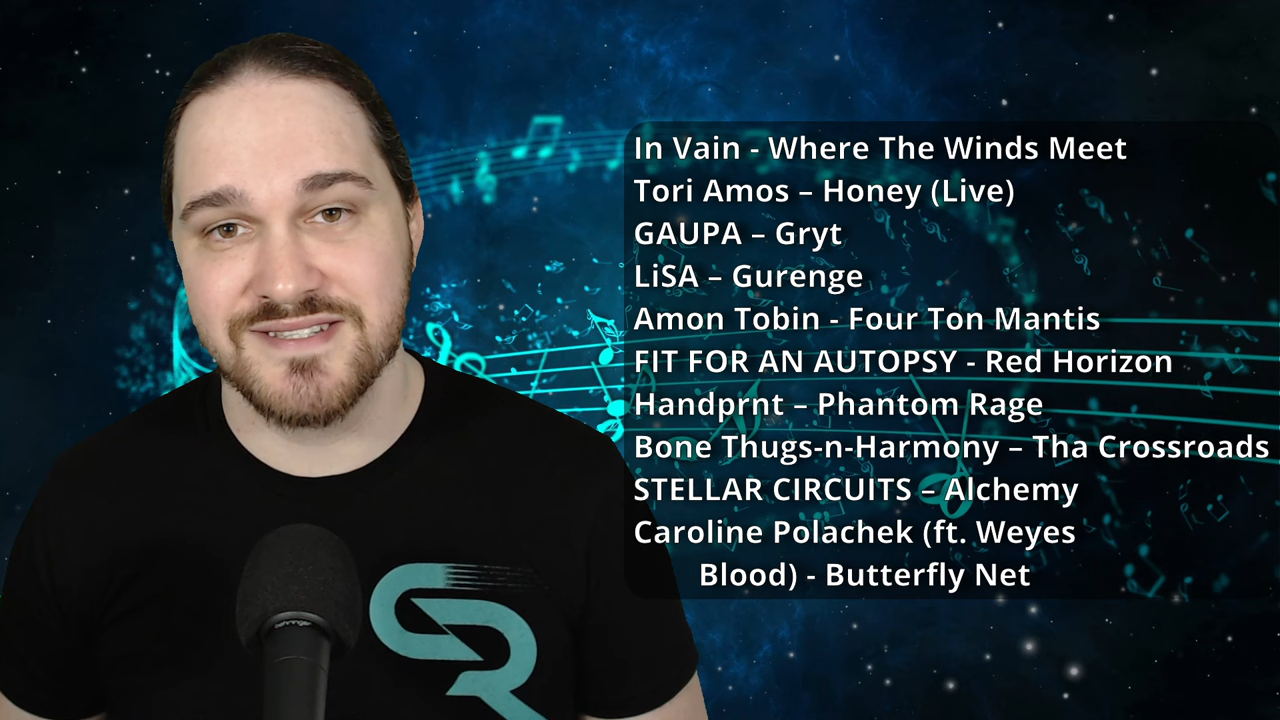 In Vain - Where The Winds Meet
Tori Amos – Honey (Live)
GAUPA – Gryt
LiSA – Gurenge
Amon Tobin - Four Ton Mantis
FIT FOR AN AUTOPSY - Red Horizon
Handprnt – Phantom Rage
Bone Thugs-n-Harmony – Tha Crossroads
STELLAR CIRCUITS – Alchemy
Caroline Polachek (ft. Weyes
Blood) - Butterfly Net
behringer
CR